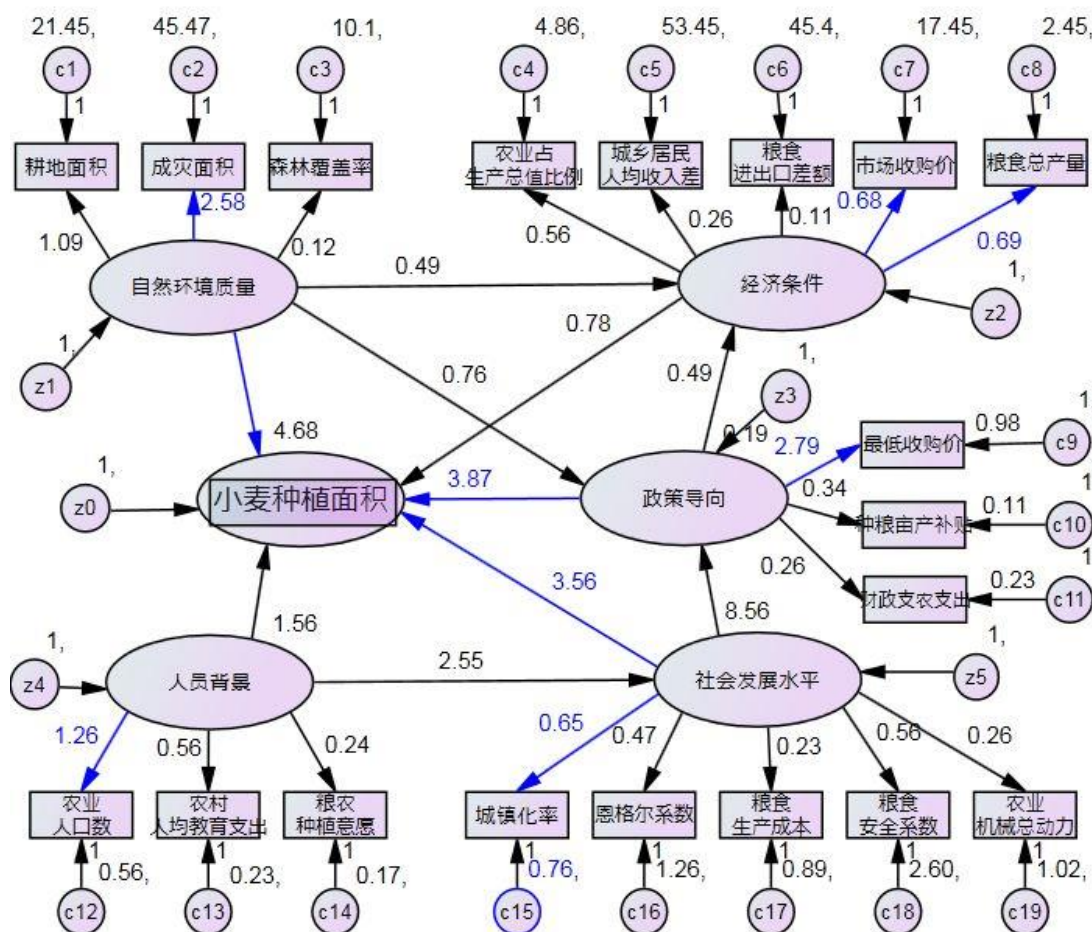 21.45,
45.47,
10.1,
4.86,
53.45,
45.4,
17.45,
2.45,
c1
c2
c3
c4
c5
c6
c7
c8
1
1
1
1
1
1
1
1
耕地面积
成灾面积
森林覆盖率
农业占
生产总值比例
城乡居民
人均收入差
粮食
进出口差额
市场收购价
粮食总产量
1.09
2.58
0.12
0.56
0.26
0.11
0.68
0.69
自然环境质量
0.49
经济条件
1,
z1
1,
z2
0.78
0.76
0.49
1,
z3
0.19
4.68
2.79
最低收购价
0.98
1
c9
1,
z0
小麦种植面积
3.87
政策导向
0.34
种粮亩产补贴
0.11
1
c10
0.26
财政支农支出
0.23
1
c11
3.56
8.56
1.56
1,
z4
人员背景
2.55
社会发展水平
1,
z5
1.26
0.56
0.24
0.65
0.47
0.23
0.56
0.26
农业
人口数
农村
人均教育支出
粮农
种植意愿
城镇化率
恩格尔系数
粮食
生产成本
粮食
安全系数
农业
机械总动力
1
1
1
1
1
1
1
1
0.56,
0.23,
0.17,
0.76,
1.26,
0.89,
2.60,
1.02,
c12
c13
c14
c15
c16
c17
c18
c19